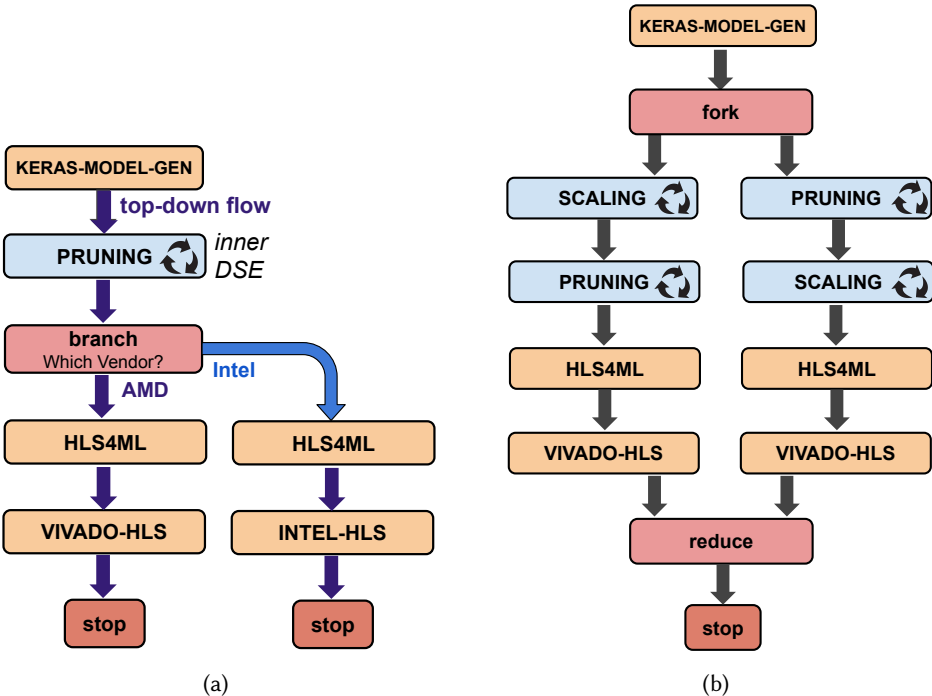 KERAS-MODEL-GEN
top-down flow
PRUNING
inner
DSE
branch
Which Vendor?
Intel
AMD
HLS4ML
HLS4ML
VIVADO-HLS
INTEL-HLS
stop
stop
(a)
KERAS-MODEL-GEN
fork
SCALING
PRUNING
PRUNING
SCALING
HLS4ML
HLS4ML
VIVADO-HLS
VIVADO-HLS
reduce
stop
(b)